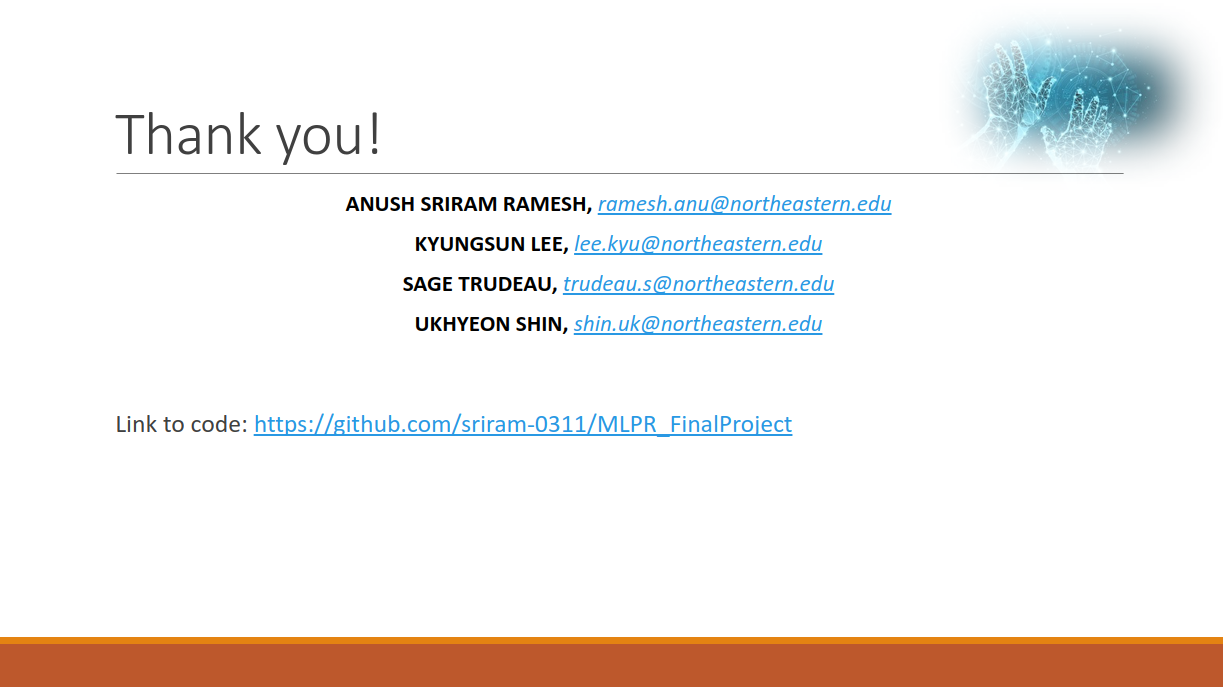 Thank you!
ANUSH SRIRAM RAMESH, ramesh.anu@northeastern.edu
KYUNGSUN LEE, lee.kyu@northeastern.edu
SAGE TRUDEAU, trudeau.s@northeastern.edu
UKHYEON SHIN, shin.uk@northeastern.edu
Link to code: https://github.com/sriram-0311/MLPR_FinalProject